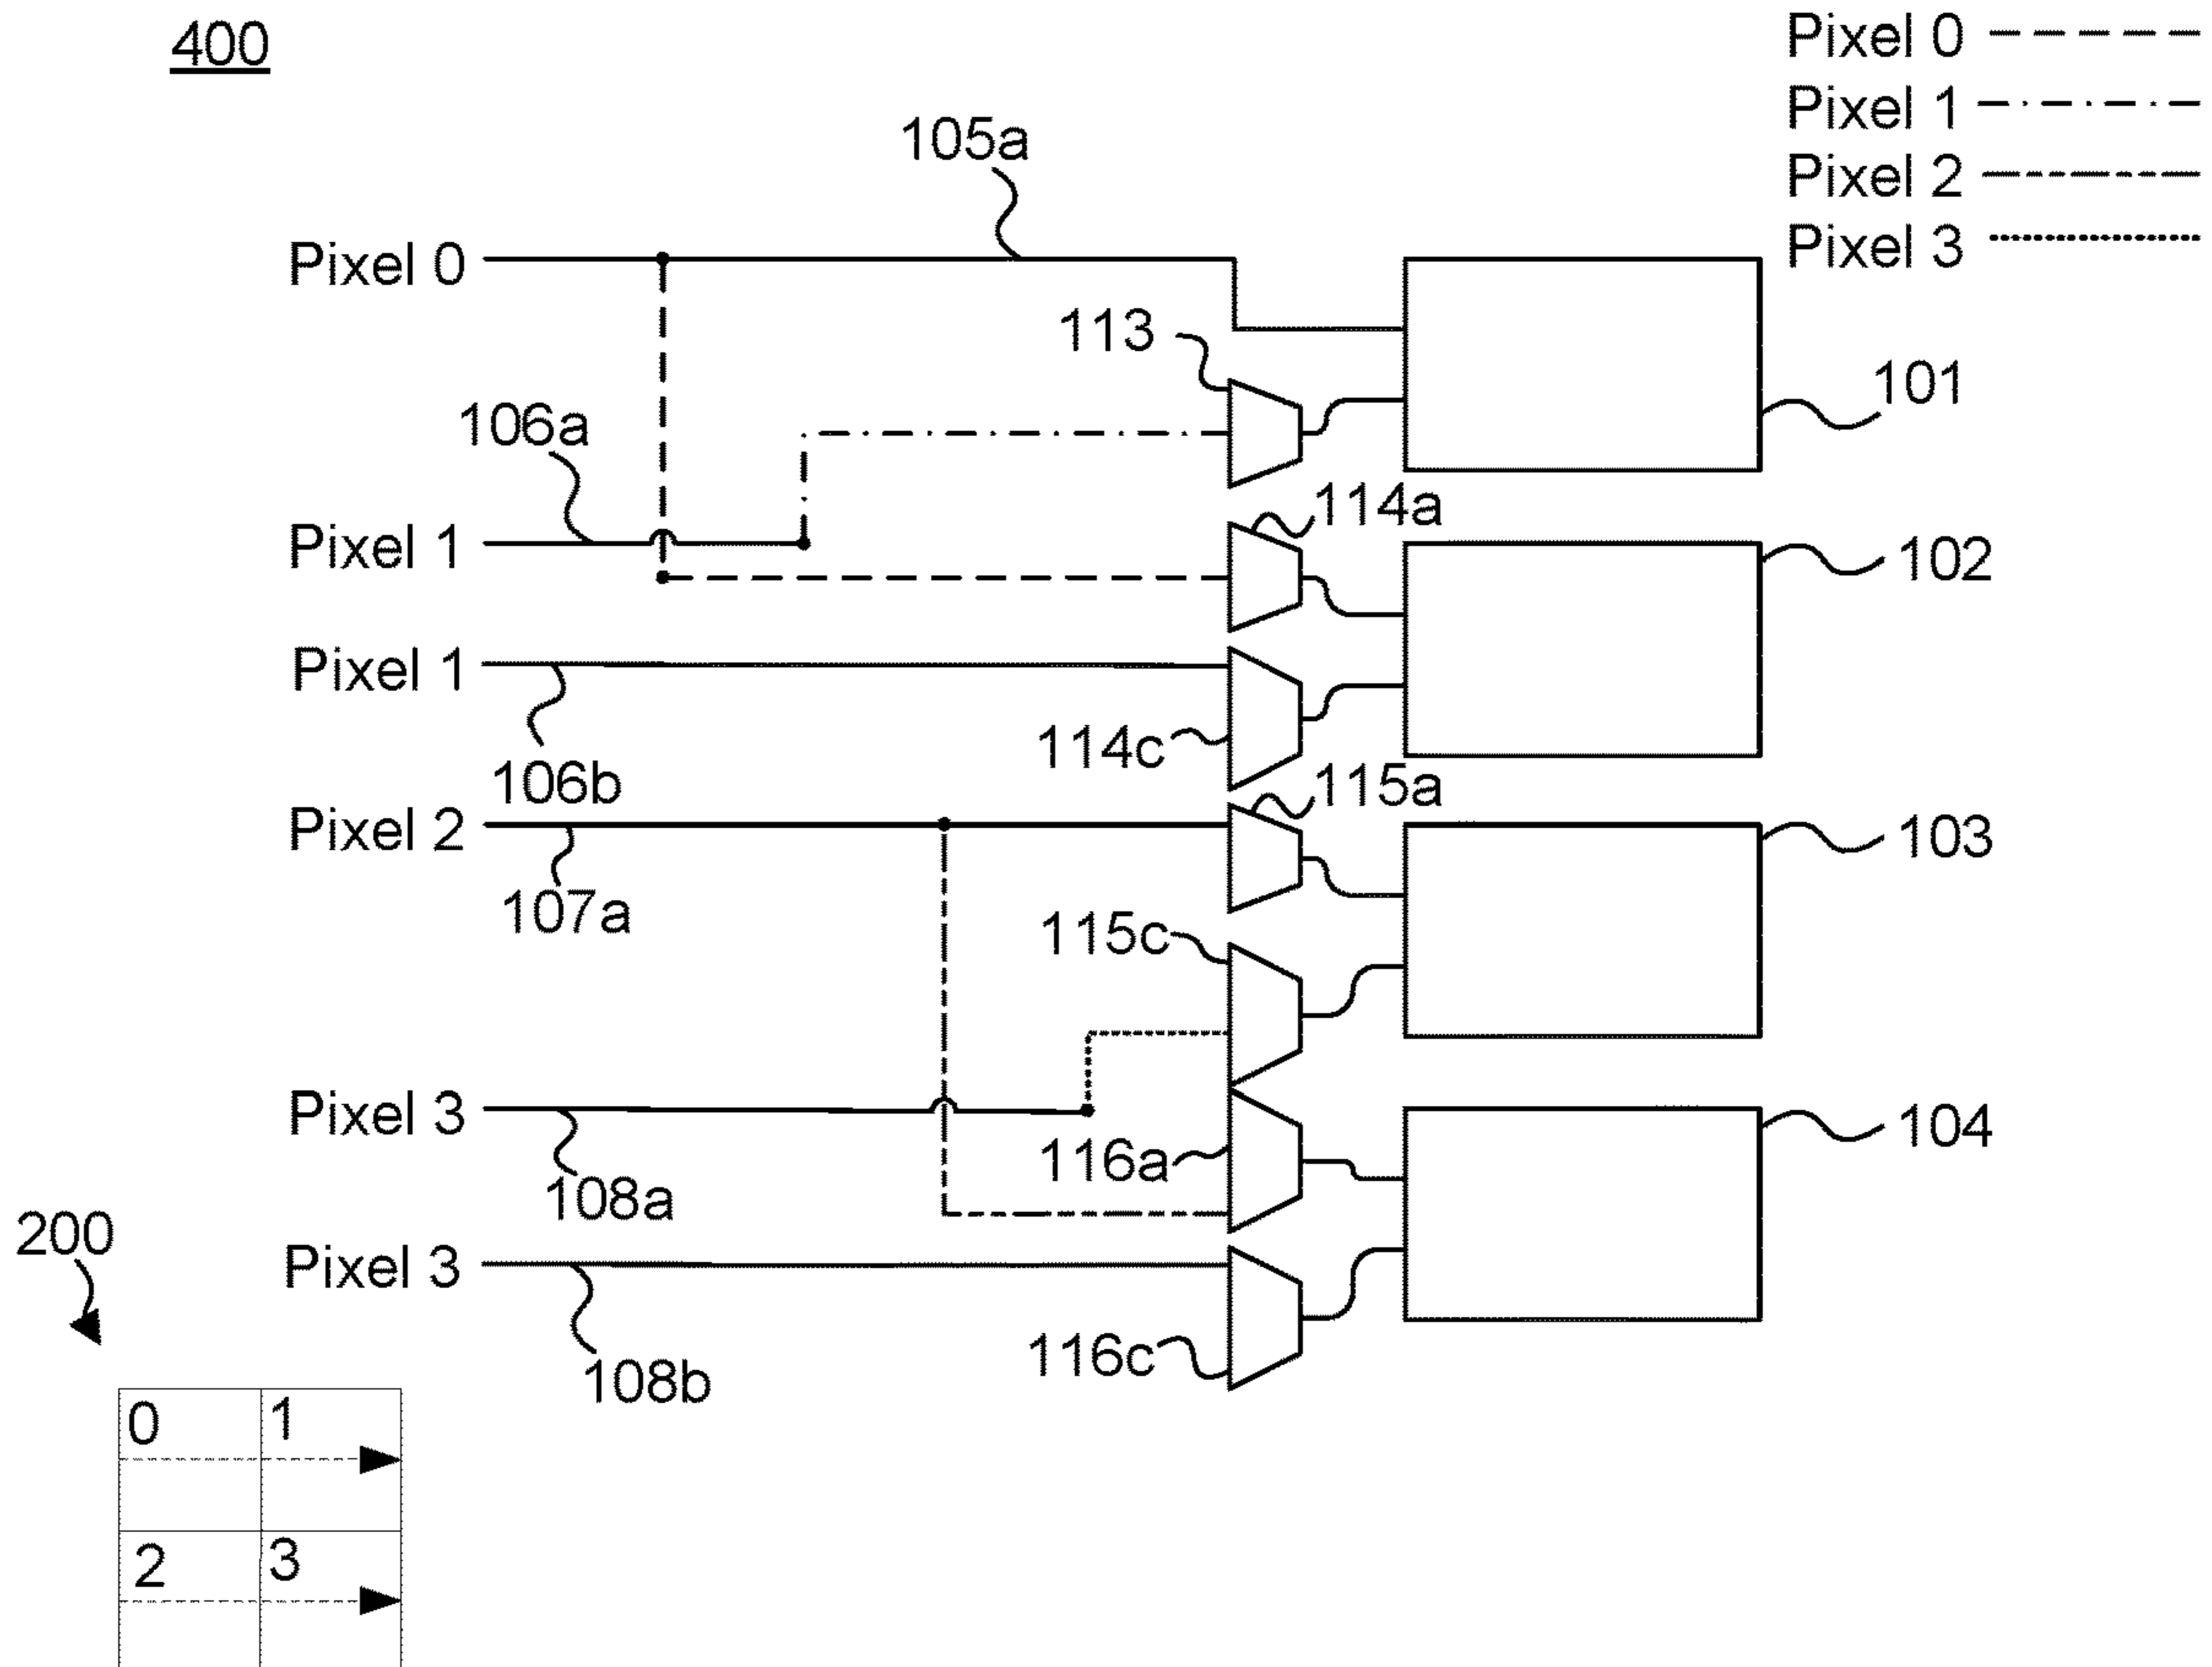 400
Pixel 0
Pixel 1
Pixel 2
Pixel 3
105a
Pixel 0
113
101
106a
114a
Pixel 1
102
Pixel 1
114c
106b
115a
Pixel 2
103
107a
115c
Pixel 3
104
116a
108a
200
Pixel 3
116c
108b
0 1
2 3